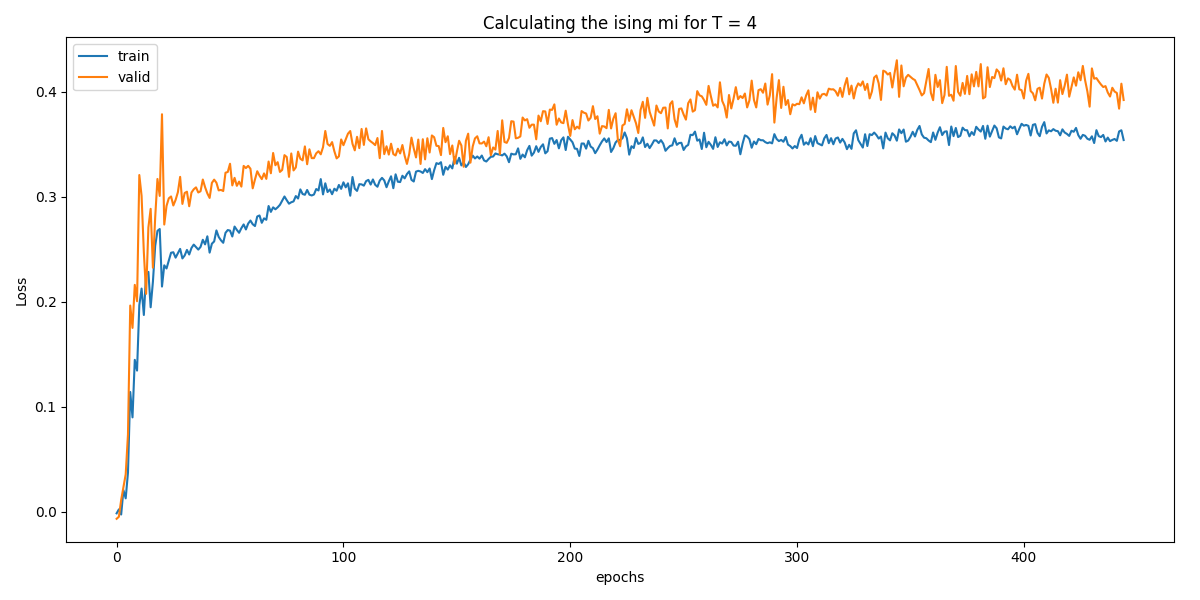 Calculating the ising mi for T = 4
train
valid
Loss
0.4
0.3
0.2
0.1
0.0
0
100
200
300
400
epochs